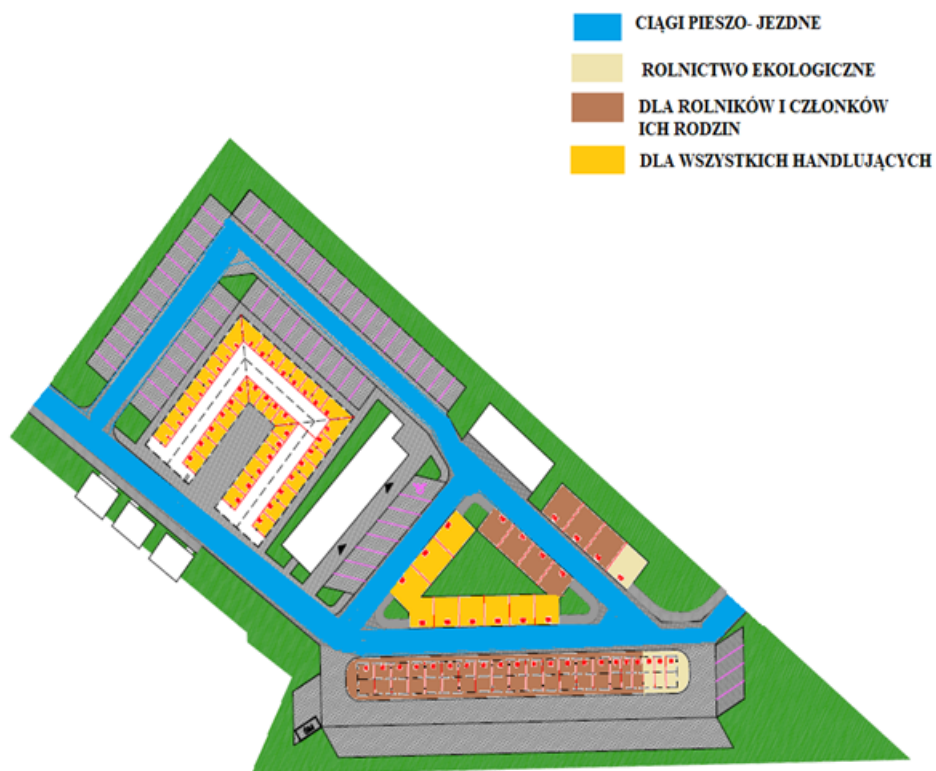 CIĄGI PIESZO- JEZDNE
ROLNICTWO EKOLOGICZNE
DLA ROLNIKÓW I CZŁONKÓW
ICH RODZIN
DLA WSZYSTKICH HANDLUJĄCYCH